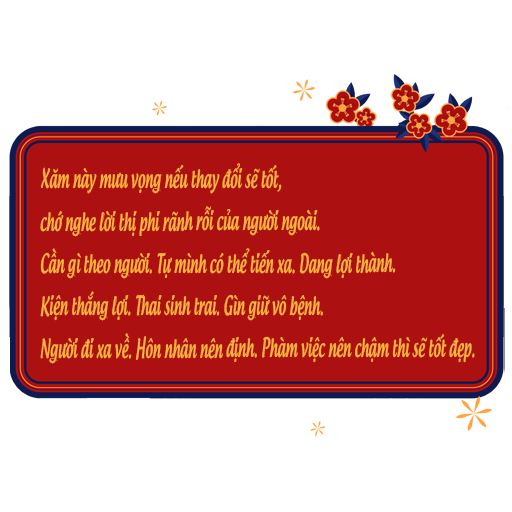 Xăm này mưu vọng nếu thay đổi sẽ tốt,
chớ nghe lời thị phi rãnh rỗi của người ngoài.
Cần gì theo người. Tự mình có thể tiến xa. Dang lợi thành.
Kiện thắng lợi. Thai sinh trai. Gìn giữ vô bệnh.
Người đi xa về. Hôn nhân nên định. Phàm việc nên chậm thì sẽ tốt đẹp.